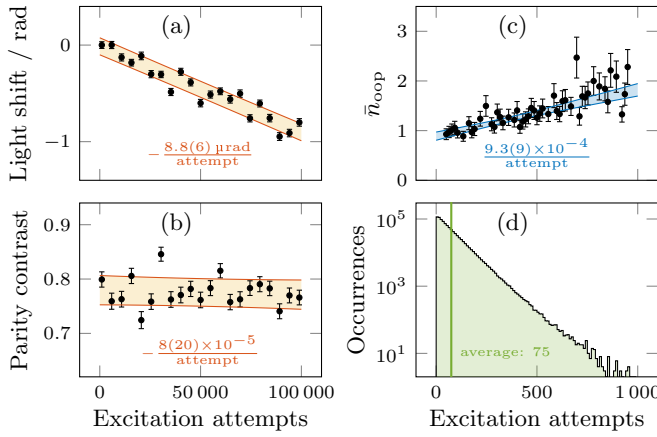 (a)
0
−1
Light shift / rad
− 8.8(6) µrad
attempt
(c)
3
2
1
0
n̄oop
9.3(9)×10−4
attempt
(b)
0.9
0.8
0.7
Parity contrast
− 8(20)×10−5
attempt
0
50 000
100 000
Excitation attempts
(d)
10^5
10^3
10^1
Occurrences
average: 75
0
500
1 000
Excitation attempts